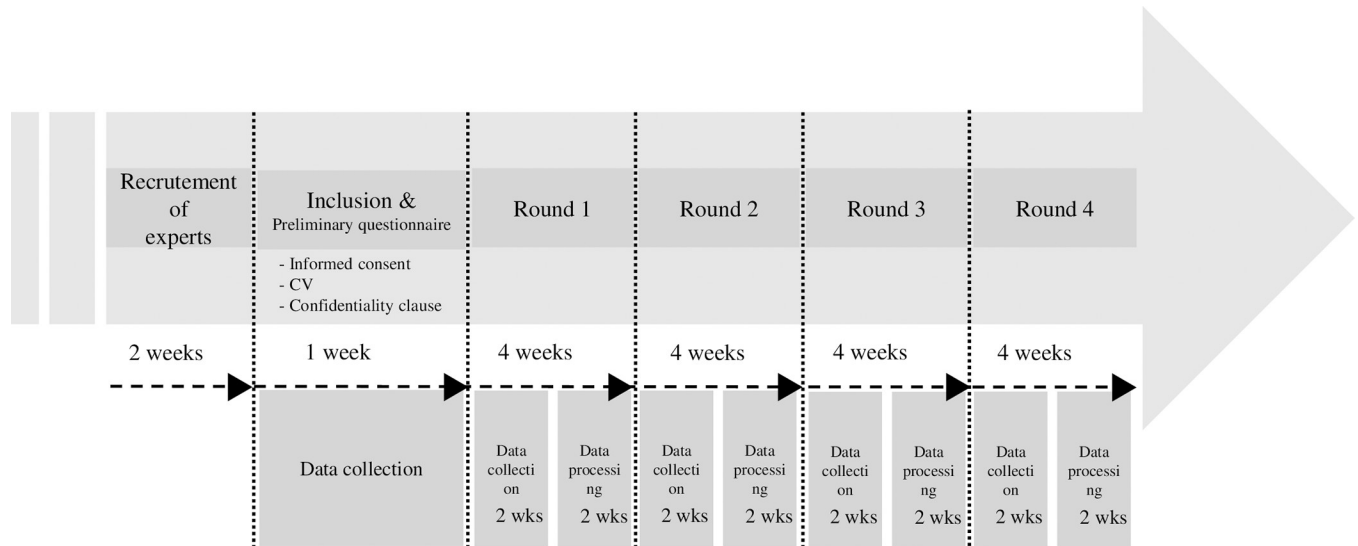 Recrutement
of
experts
Inclusion &
Preliminary questionnaire
- Informed consent
- CV
- Confidentiality clause
Round 1
Round 2
Round 3
Round 4
2 weeks
1 week
4 weeks
4 weeks
4 weeks
4 weeks
Data collection
Data
collecti
on
2 wks
Data
processi
ng
2 wks
Data
collecti
on
2 wks
Data
processi
ng
2 wks
Data
collecti
on
2 wks
Data
processi
ng
2 wks
Data
collecti
on
2 wks
Data
processi
ng
2 wks